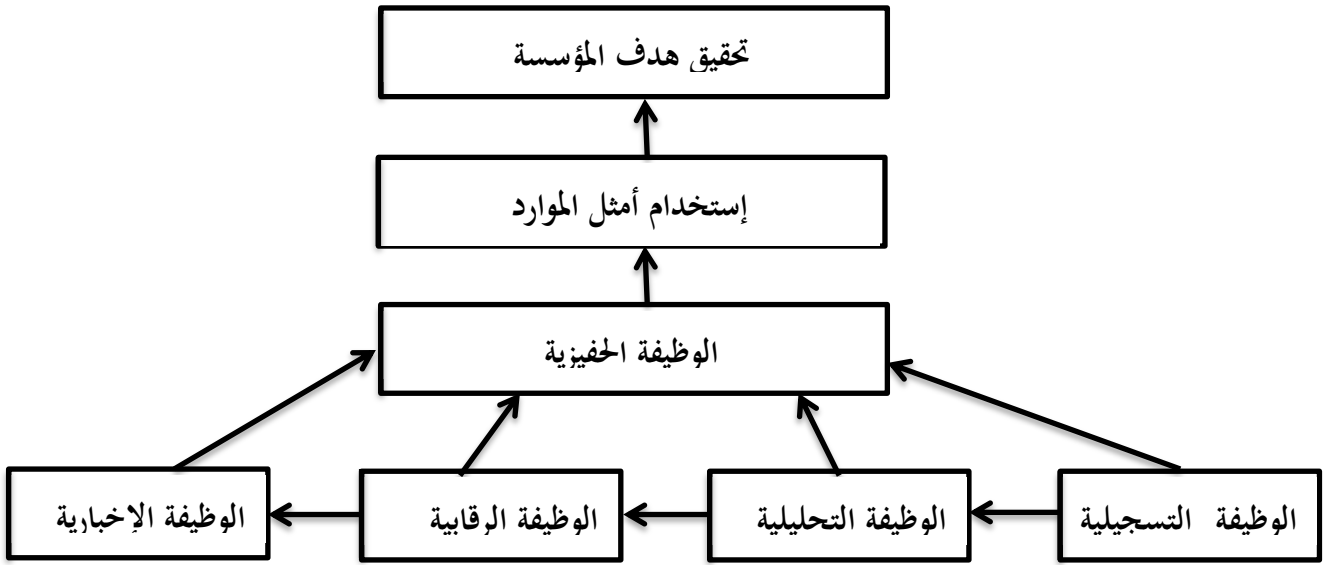 تحقيق هدف المؤسسة
إستخدام أمثل الموارد
الوظيفة الحفيزية
الوظيفة التسجيلية
الوظيفة التحليلية
الوظيفة الرقابية
الوظيفة الإخبارية